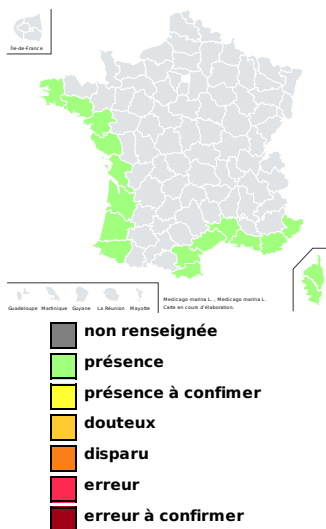 Île-de-France
Guadeloupe Martinique Guyane La Réunion Mayotte
Medicago marina L. , Medicago marina L.
Carte en cours d'élaboration.
non renseignée
présence
présence à confimer
douteux
disparu
erreur
erreur à confirmer